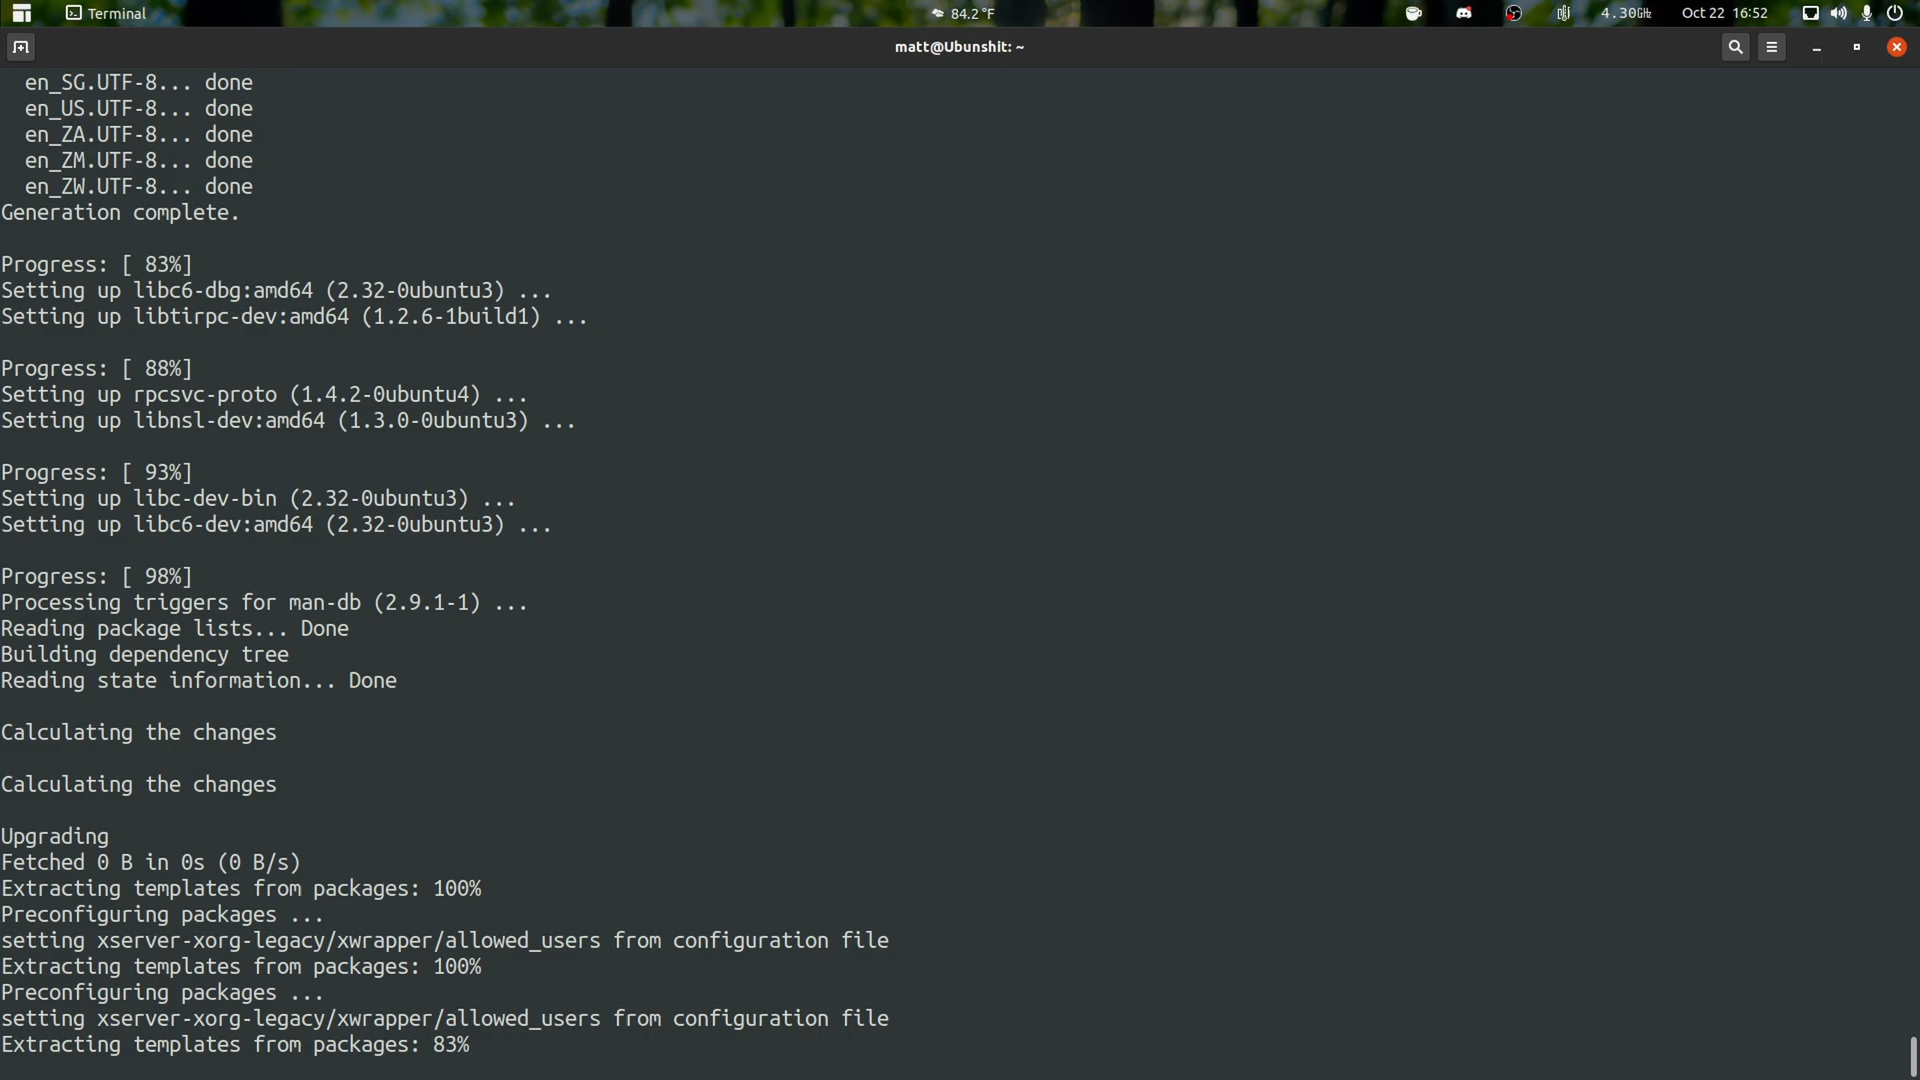 Terminal
84.2 °F
4.30GHz
Oct 22 16:52
matt@Ubunshit: ~
en_SG.UTF-8... done
en_US.UTF-8... done
en_ZA.UTF-8... done
en_ZM.UTF-8... done
en_ZW.UTF-8... done
Generation complete.
Progress: [ 83%]
Setting up libc6-dbg:amd64 (2.32-0ubuntu3) ...
Setting up libtirpc-dev:amd64 (1.2.6-1build1) ...
Progress: [ 88%]
Setting up rpcsvc-proto (1.4.2-0ubuntu4) ...
Setting up libnsl-dev:amd64 (1.3.0-0ubuntu3) ...
Progress: [ 93%]
Setting up libc-dev-bin (2.32-0ubuntu3) ...
Setting up libc6-dev:amd64 (2.32-0ubuntu3) ...
Progress: [ 98%]
Processing triggers for man-db (2.9.1-1) ...
Reading package lists... Done
Building dependency tree
Reading state information... Done
Calculating the changes
Calculating the changes
Upgrading
Fetched 0 B in 0s (0 B/s)
Extracting templates from packages: 100%
Preconfiguring packages ...
setting xserver-xorg-legacy/xwrapper/allowed_users from configuration file
Extracting templates from packages: 100%
Preconfiguring packages ...
setting xserver-xorg-legacy/xwrapper/allowed_users from configuration file
Extracting templates from packages: 83%